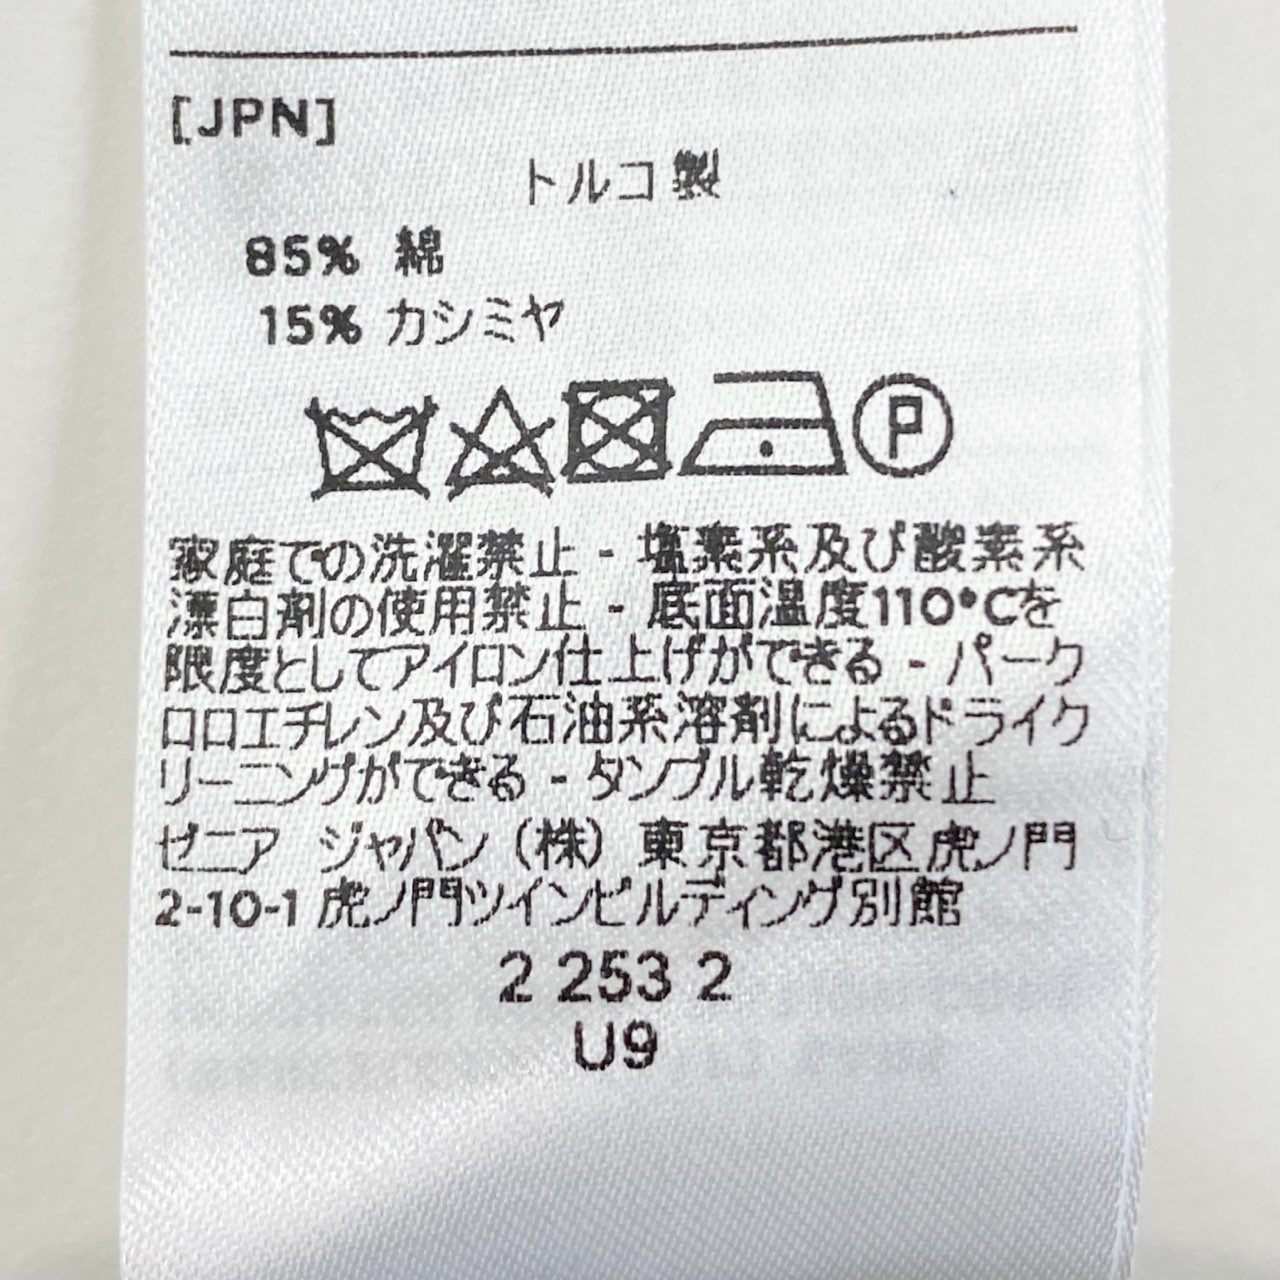 [JPN]
トルコ製
85% 綿
15% カシミヤ
P
家庭での洗濯禁止 - 塩素系及び酸素系
漂白剤の使用禁止 - 底面温度110°Cを
限度としてアイロン仕上げができる - パーク
ロロエチレン及び石油系溶剤によるドライク
リーニングができる - タンブル乾燥禁止
ゼニア ジャパン (株) 東京都港区虎ノ門
2-10-1 虎ノ門ツインビルディング別館
2 253 2
U9